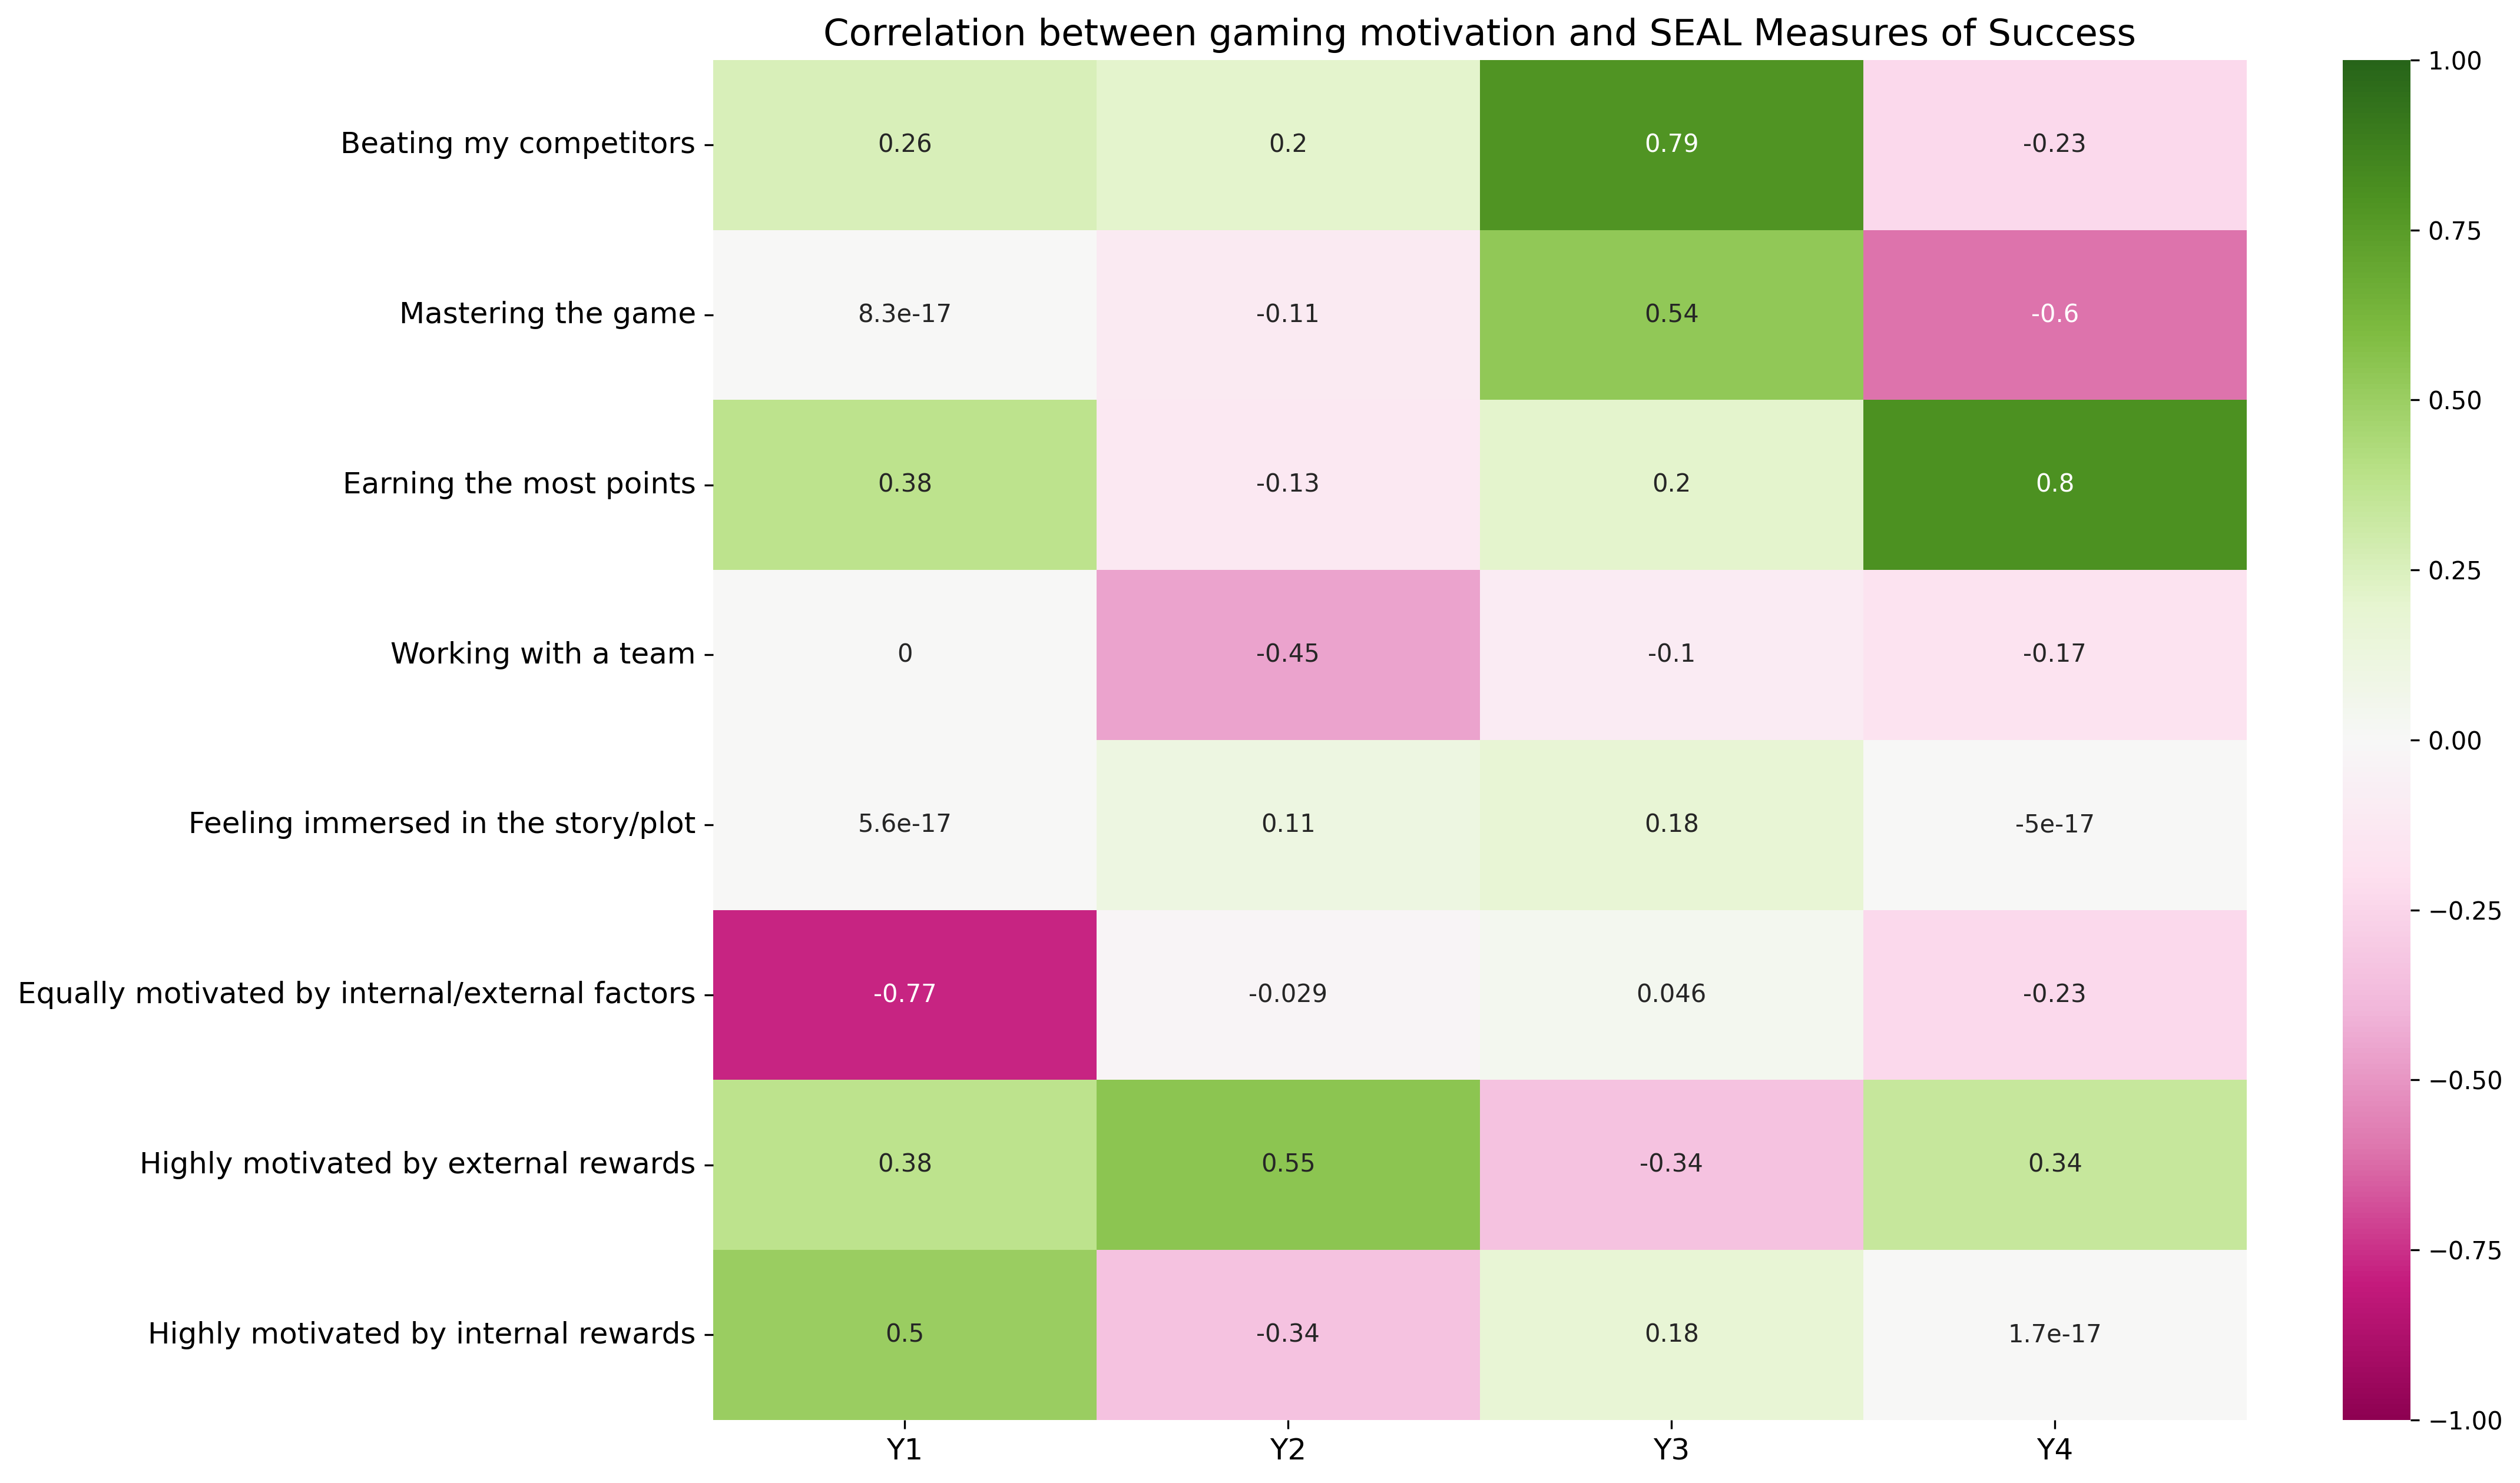 Correlation between gaming motivation and SEAL Measures of Success
Beating my competitors 0.26 0.2 0.79 -0.23
Mastering the game 8.3e-17 -0.11 0.54 -0.6
Earning the most points 0.38 -0.13 0.2 0.8
Working with a team 0 -0.45 -0.1 -0.17
Feeling immersed in the story/plot 5.6e-17 0.11 0.18 -5e-17
Equally motivated by internal/external factors -0.77 -0.029 0.046 -0.23
Highly motivated by external rewards 0.38 0.55 -0.34 0.34
Highly motivated by internal rewards 0.5 -0.34 0.18 1.7e-17
Y1 Y2 Y3 Y4
1.00
0.75
0.50
0.25
0.00
−0.25
−0.50
−0.75
−1.00